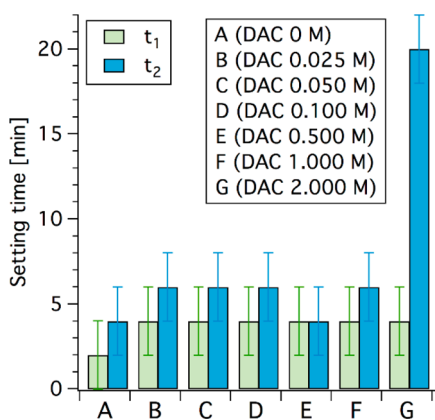 t₁
t₂
A (DAC 0 M)
B (DAC 0.025 M)
C (DAC 0.050 M)
D (DAC 0.100 M)
E (DAC 0.500 M)
F (DAC 1.000 M)
G (DAC 2.000 M)
Setting time [min]
20
15
10
5
0
A B C D E F G